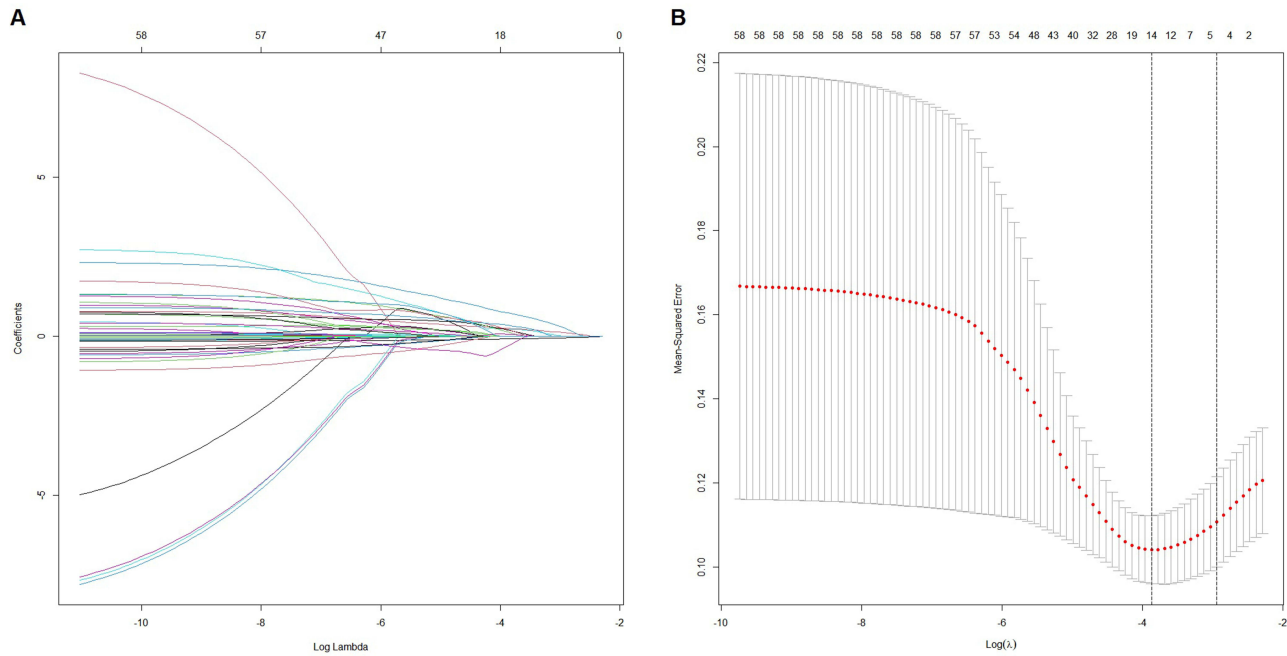 A
58 57 47 18 0
5
0
-5
Coefficients
-10 -8 -6 -4 -2
Log Lambda
B
58 58 58 58 58 58 58 58 58 58 58 57 57 53 54 48 43 40 32 28 19 14 12 7 5 4 2
0.22
0.20
0.18
0.16
0.14
0.12
0.10
Mean-Squared Error
-10 -8 -6 -4 -2
Log(λ)